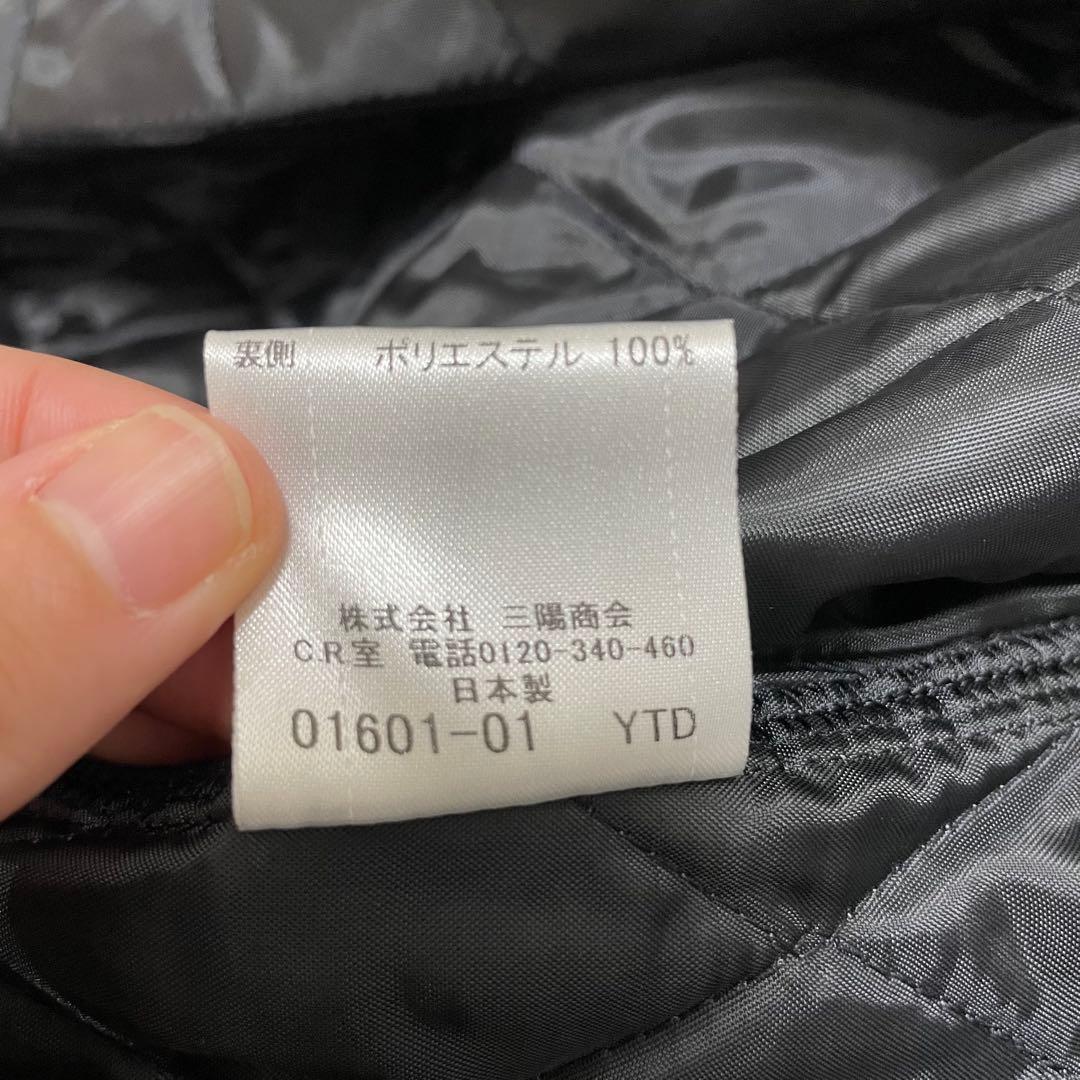 裏側 ポリエステル 100%
株式会社 三陽商会
C.R室 電話0120-340-460
日本製
01601-01 YTD